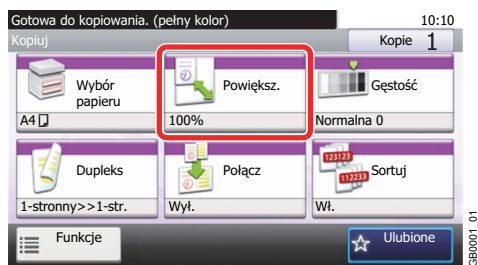 Gotowa do kopiowania. (pełny kolor)
10:10
Kopiuj
Kopie 1
Wybór
papieru
A4
Powiększ.
100%
Gęstość
Normalna 0
Dupleks
1-stronny>>1-str.
Połącz
Wył.
123123
112233
Sortuj
Wł.
Funkcje
Ulubione
GB0001_01